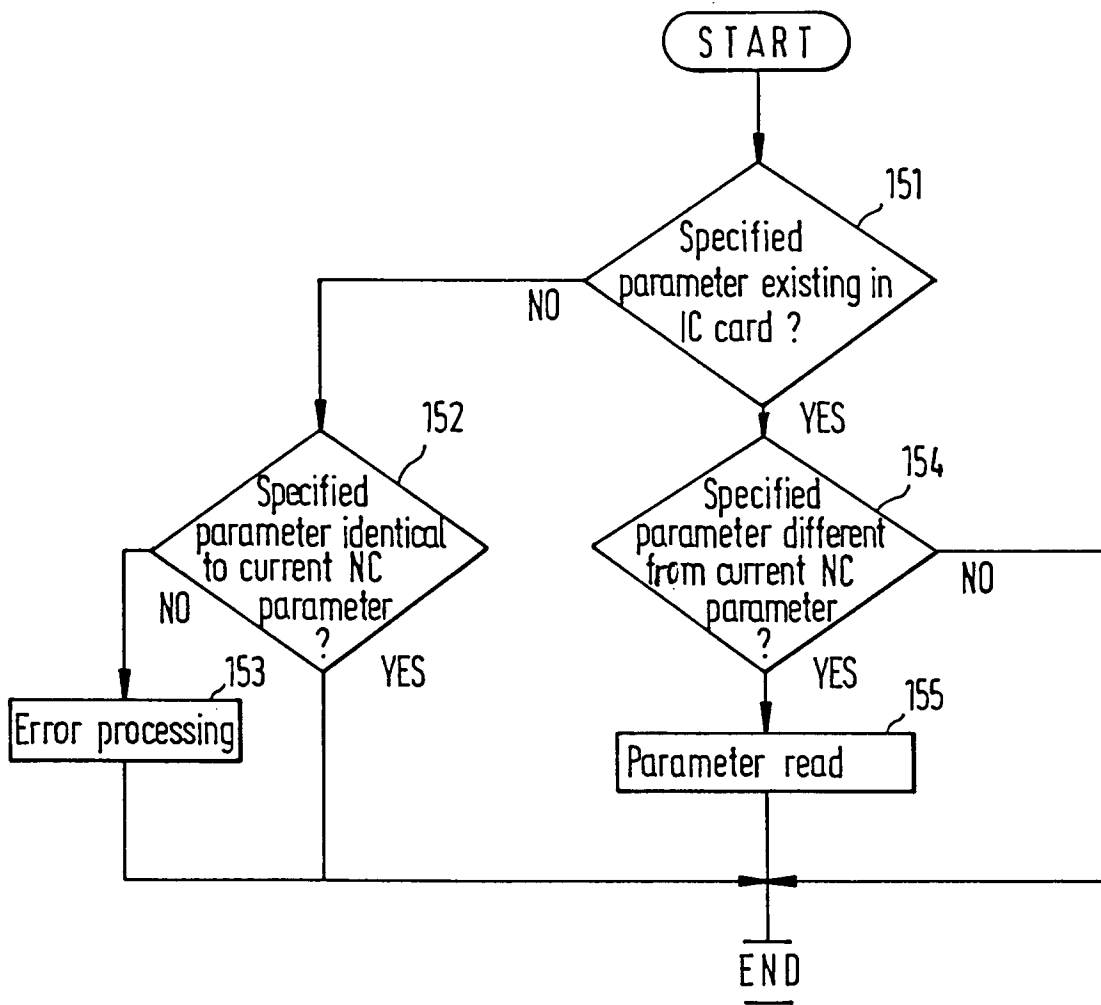 START
151
Specified
parameter existing in
IC card ?
NO
YES
152
Specified
parameter identical
to current NC
parameter
?
NO
YES
153
Error processing
154
Specified
parameter different
from current NC
parameter
?
NO
YES
155
Parameter read
END